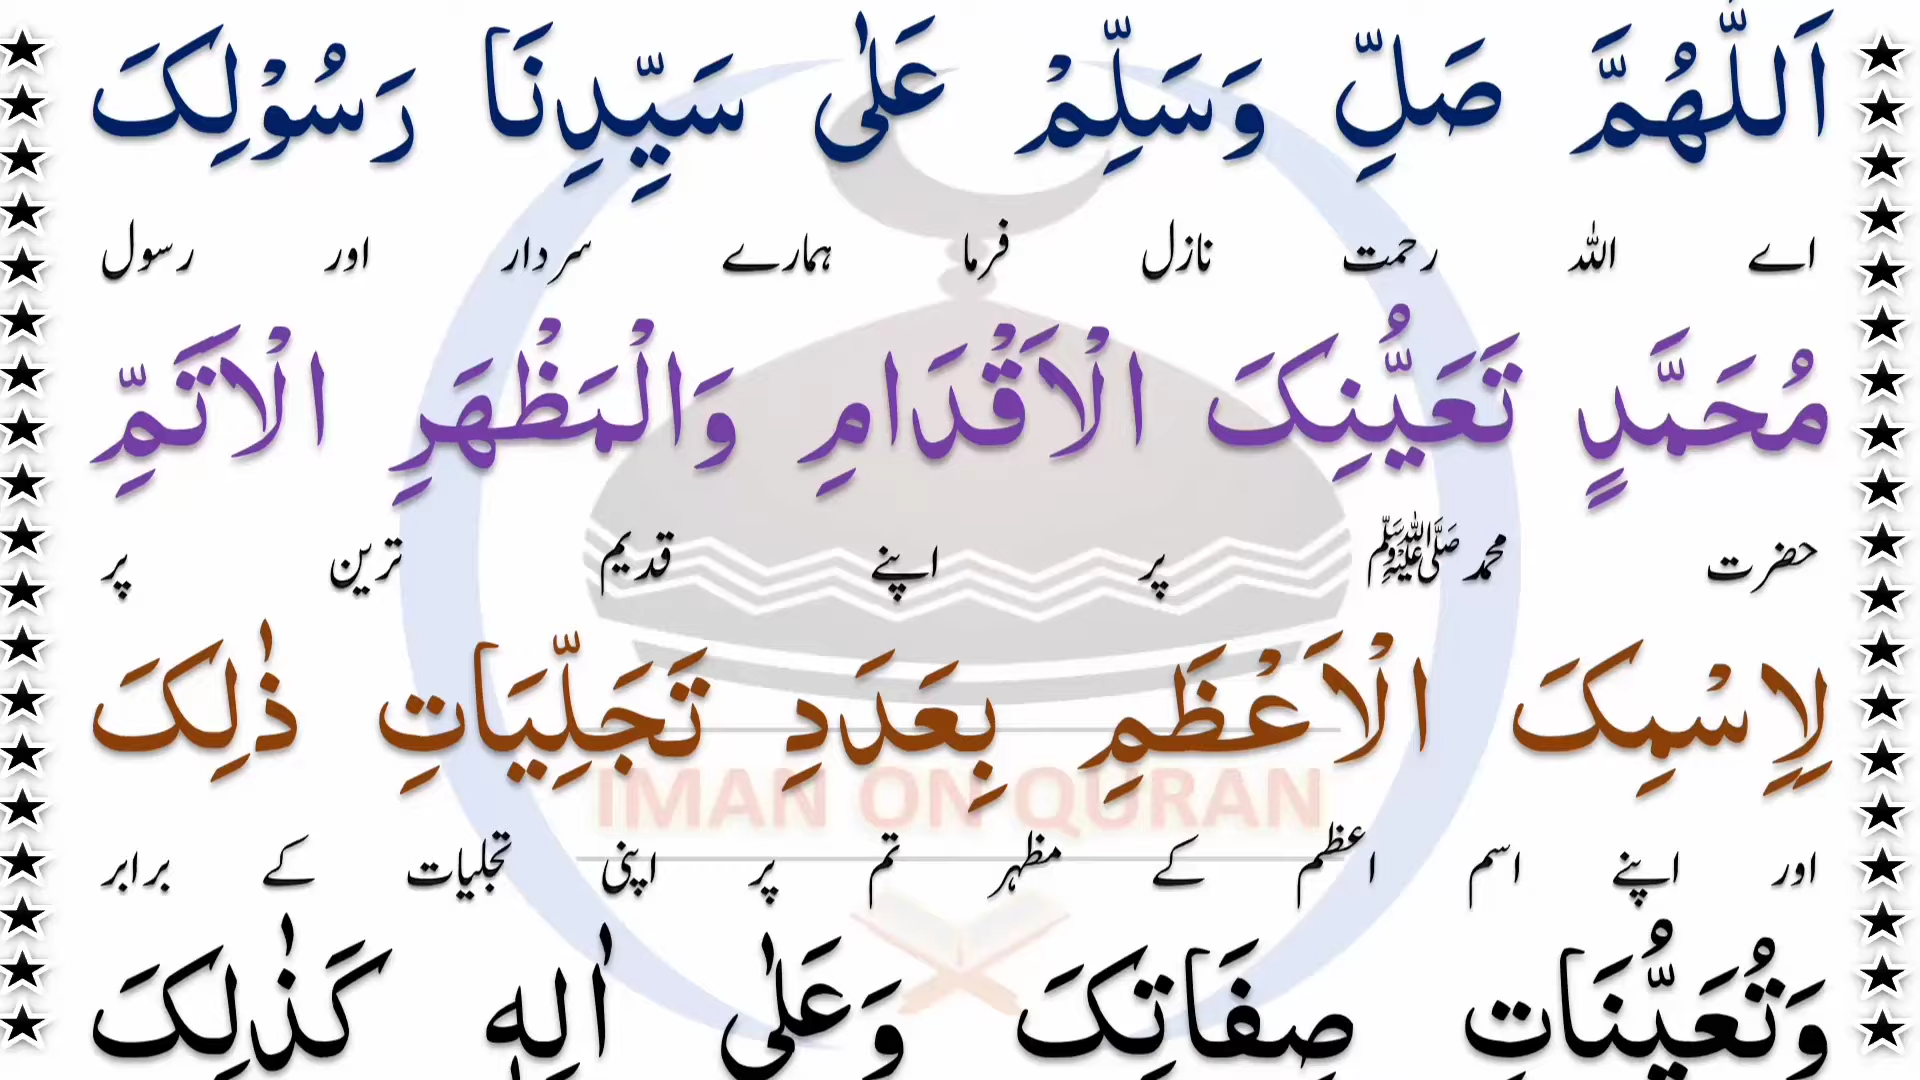 اَللّٰهُمَّ صَلِّ وَسَلِّمْ عَلٰی سَیِّدِنَا رَسُوْلِکَ
اے اللہ رحمت نازل فرما ہمارے سردار اور رسول
مُحَمَّدٍ تَعَیُّنِکَ الْاَقْدَامِ وَالْمَظْهَرِ الْاَتَمِّ
حضرت محمد ﷺ پر اپنے قدیم ترین پر
لِاِسْمِکَ الْاَعْظَمِ بِعَدَدِ تَجَلِّیَاتِ ذٰلِکَ
IMAN ON QURAN
اور اپنے اسم اعظم کے مظہر تم پر اپنی تجلیات کے برابر
وَتُعَیُّنَاتِ صِفَاتِکَ وَعَلٰی اٰلِهٖ کَذٰلِکَ